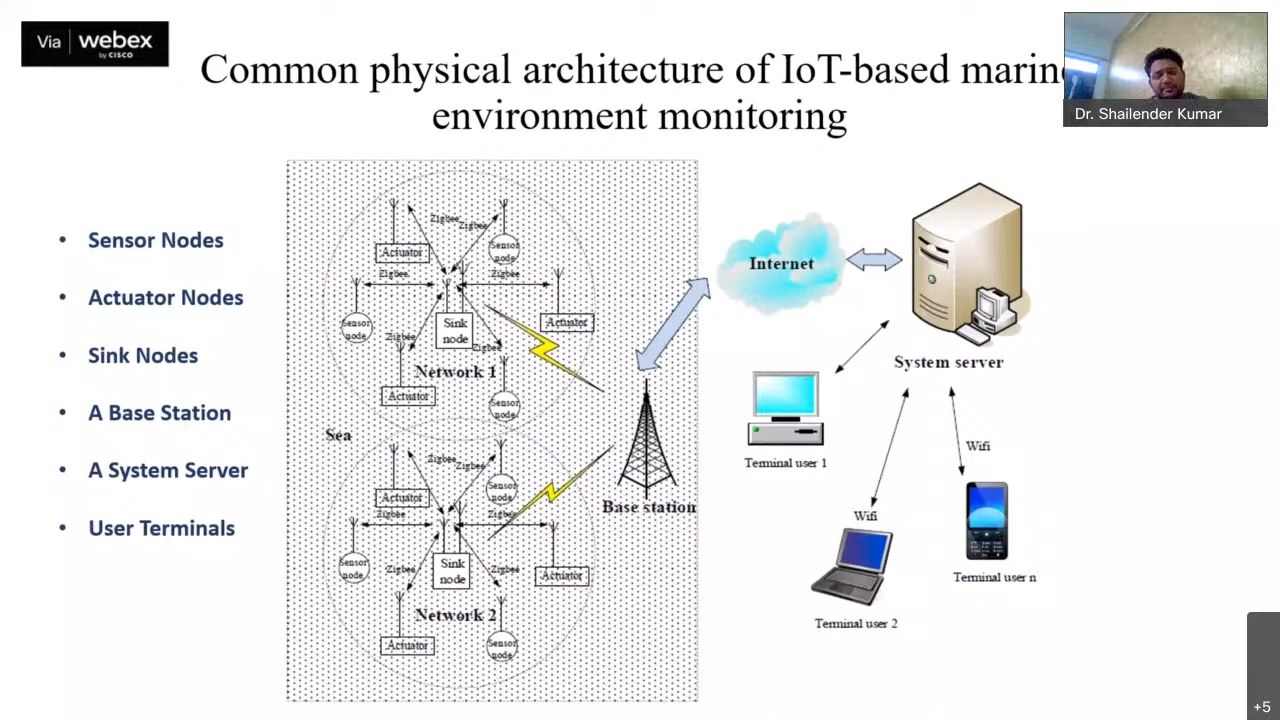 Via webex
by CISCO
Common physical architecture of IoT-based marin
environment monitoring
Dr. Shailender Kumar
• Sensor Nodes
• Actuator Nodes
• Sink Nodes
• A Base Station
• A System Server
• User Terminals
Zigbee
Zigbee
Actuator
Sensor
node
Zigbee
Zigbee
Sensor
node
Sink
node
Actuator
Zigbee
Zigbee
Network 1
Actuator
Sensor
node
Sea
Zigbee
Zigbee
Actuator
Sensor
node
Zigbee
Zigbee
Sensor
node
Sink
node
Actuator
Zigbee
Zigbee
Network 2
Actuator
Sensor
node
Base station
Internet
System server
Terminal user 1
Wifi
Wifi
Terminal user 2
Terminal user n
+5